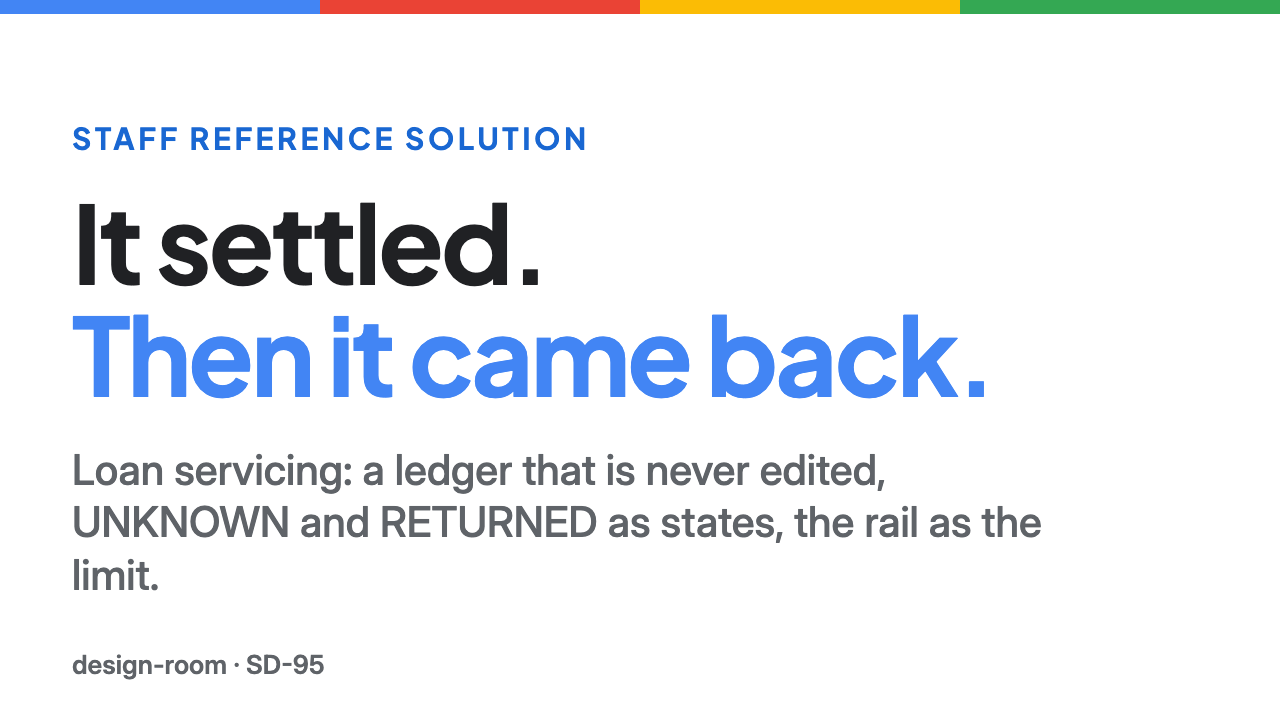 STAFF REFERENCE SOLUTION
It settled.
Then it came back.
Loan servicing: a ledger that is never edited,
UNKNOWN and RETURNED as states, the rail as the
limit.
design-room · SD-95